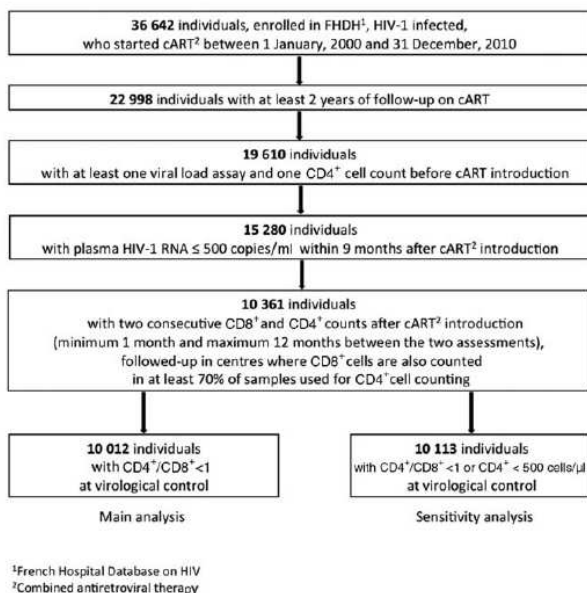 36 642 individuals, enrolled in FHDH¹, HIV-1 infected,
who started cART² between 1 January, 2000 and 31 December, 2010
22 998 individuals with at least 2 years of follow-up on cART
19 610 individuals
with at least one viral load assay and one CD4⁺ cell count before cART introduction
15 280 individuals
with plasma HIV-1 RNA ≤ 500 copies/ml within 9 months after cART² introduction
10 361 individuals
with two consecutive CD8⁺ and CD4⁺ counts after cART² introduction
(minimum 1 month and maximum 12 months between the two assessments),
followed-up in centres where CD8⁺ cells are also counted
in at least 70% of samples used for CD4⁺ cell counting
10 012 individuals
with CD4⁺/CD8⁺ <1
at virological control
Main analysis
10 113 individuals
with CD4⁺/CD8⁺ <1 or CD4⁺ < 500 cells/µl
at virological control
Sensitivity analysis
¹French Hospital Database on HIV
²Combined antiretroviral therapy